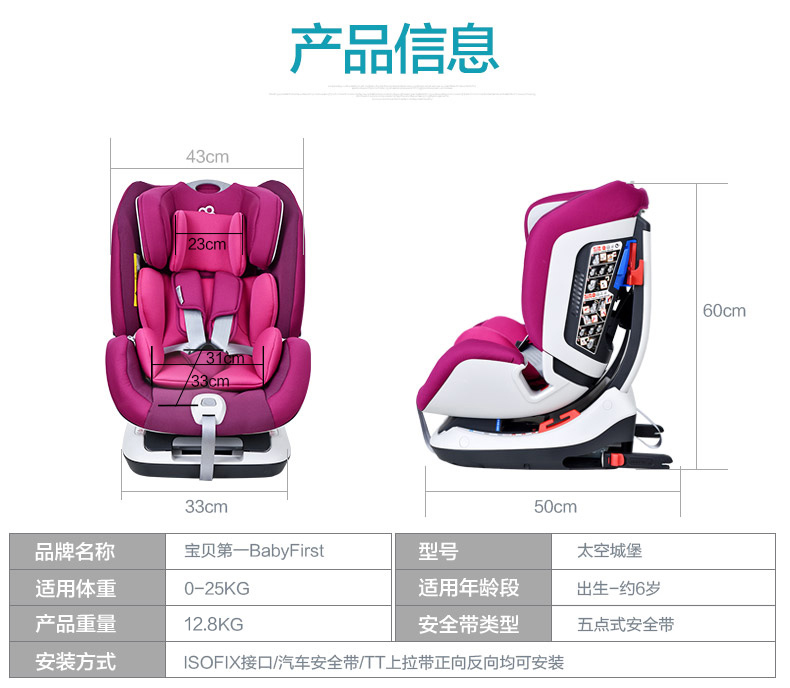 产品信息
43cm
23cm
31cm
33cm
33cm
60cm
50cm
品牌名称 宝贝第一BabyFirst 型号 太空城堡
适用体重 0-25KG 适用年龄段 出生-约6岁
产品重量 12.8KG 安全带类型 五点式安全带
安装方式 ISOFIX接口/汽车安全带/TT上拉带正向反向均可安装